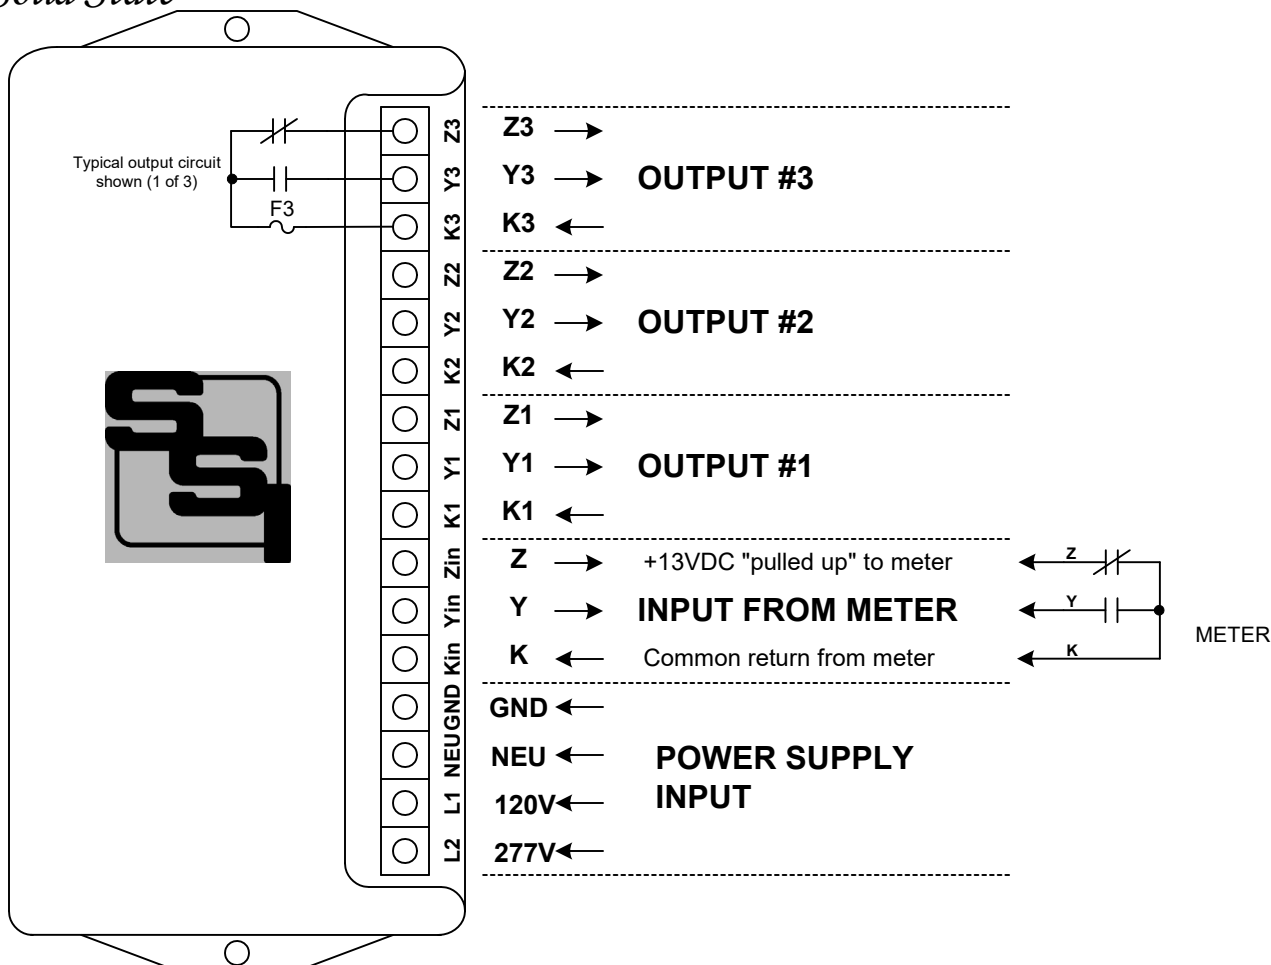 Solid State
Typical output circuit
shown (1 of 3)
F3
Z3
Y3
K3
Z2
Y2
K2
Z1
Y1
K1
Zin
Yin
Kin
GND
NEU
L1
L2
Z3
Y3
OUTPUT #3
K3
Z2
Y2
OUTPUT #2
K2
Z1
Y1
OUTPUT #1
K1
Z
+13VDC "pulled up" to meter
Y
INPUT FROM METER
K
Common return from meter
Z
Y
K
METER
GND
NEU
120V
277V
POWER SUPPLY
INPUT
SSI